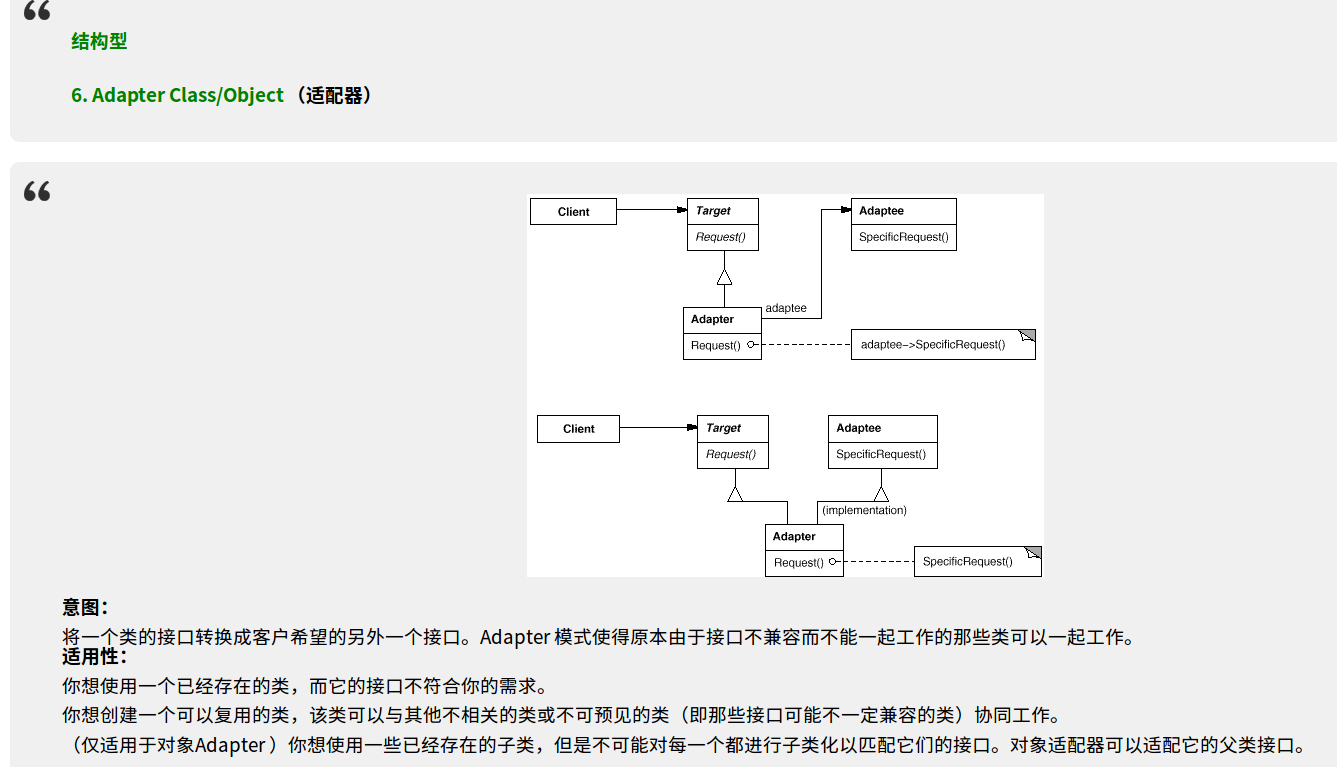 结构型
6. Adapter Class/Object （适配器）
Client
Target
Request()
Adaptee
SpecificRequest()
adaptee
Adapter
Request()
adaptee−>SpecificRequest()
Client
Target
Request()
Adaptee
SpecificRequest()
(implementation)
Adapter
Request()
SpecificRequest()
意图：
将一个类的接口转换成客户希望的另外一个接口。Adapter 模式使得原本由于接口不兼容而不能一起工作的那些类可以一起工作。
适用性：
你想使用一个已经存在的类，而它的接口不符合你的需求。
你想创建一个可以复用的类，该类可以与其他不相关的类或不可预见的类（即那些接口可能不一定兼容的类）协同工作。
（仅适用于对象Adapter ）你想使用一些已经存在的子类，但是不可能对每一个都进行子类化以匹配它们的接口。对象适配器可以适配它的父类接口。